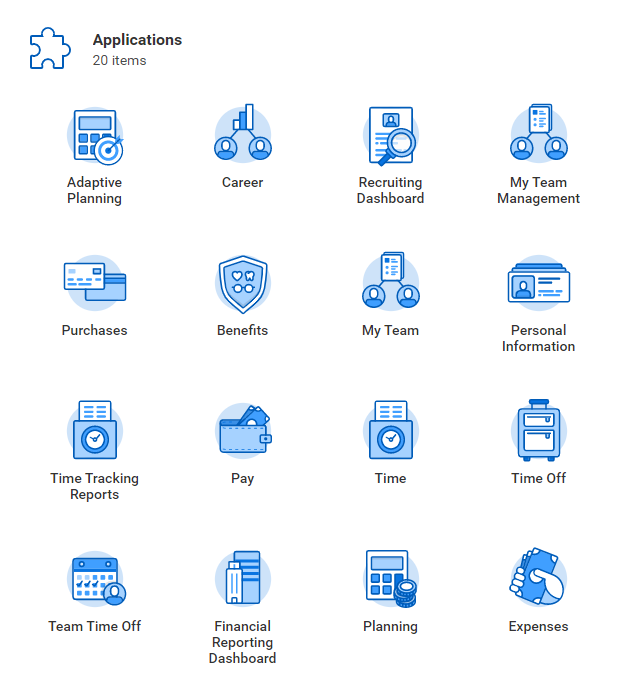 Applications
20 items
Adaptive
Planning
Career
Recruiting
Dashboard
My Team
Management
Purchases
Benefits
My Team
Personal
Information
Time Tracking
Reports
Pay
Time
Time Off
Team Time Off
Financial
Reporting
Dashboard
Planning
Expenses